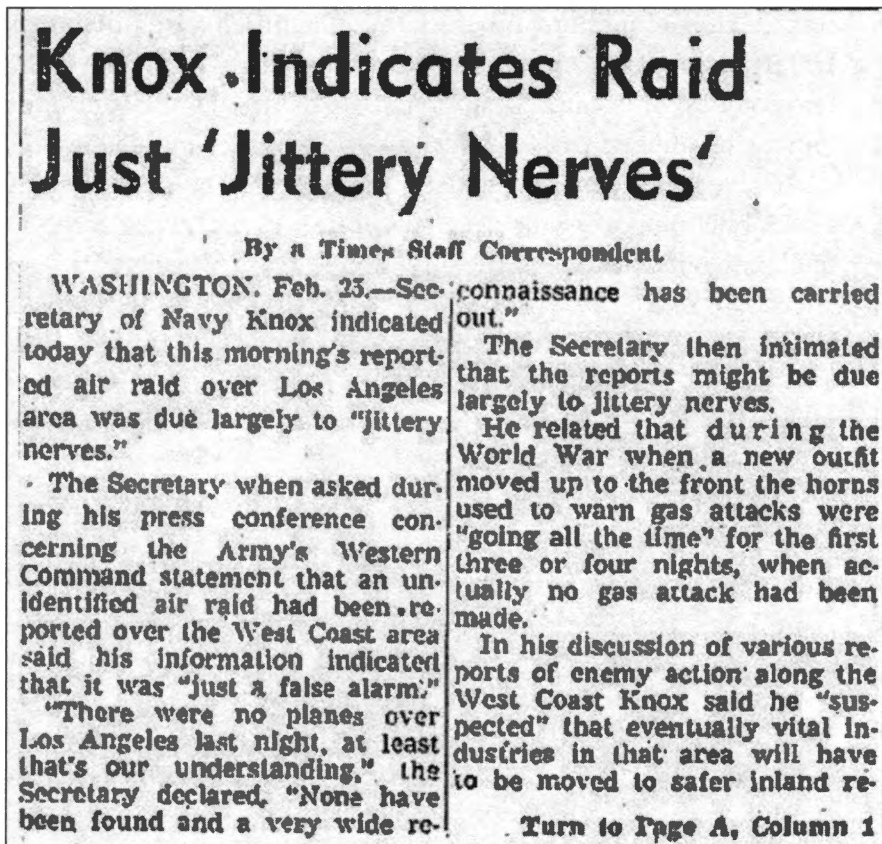 Knox Indicates Raid
Just 'Jittery Nerves'
By a Times Staff Correspondent
WASHINGTON, Feb. 25.—Sec-
retary of Navy Knox indicated
today that this morning's report-
ed air raid over Los Angeles
area was due largely to "jittery
nerves."
The Secretary when asked dur-
ing his press conference con-
cerning the Army's Western
Command statement that an un-
identified air raid had been re-
ported over the West Coast area
said his information indicated
that it was "just a false alarm."
"There were no planes over
Los Angeles last night, at least
that's our understanding," the
Secretary declared. "None have
been found and a very wide re-
connaissance has been carried
out."
The Secretary then intimated
that the reports might be due
largely to jittery nerves.
He related that during the
World War when a new outfit
moved up to the front the horns
used to warn gas attacks were
"going all the time" for the first
three or four nights, when ac-
tually no gas attack had been
made.
In his discussion of various re-
ports of enemy action along the
West Coast Knox said he "sus-
pected" that eventually vital in-
dustries in that area will have
to be moved to safer inland re-
Turn to Page A, Column 1